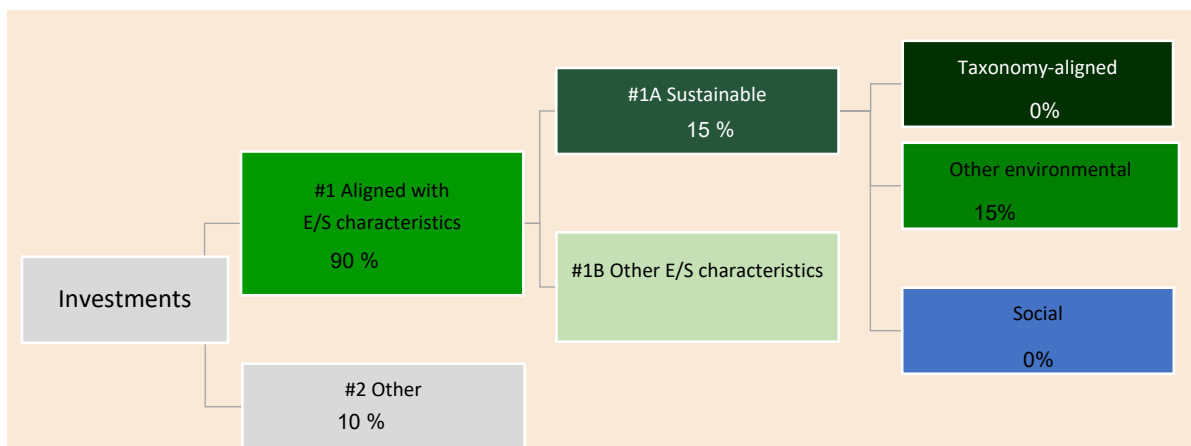 Investments
#1 Aligned with
E/S characteristics
90 %
#2 Other
10 %
#1A Sustainable
15 %
#1B Other E/S characteristics
Taxonomy-aligned
0%
Other environmental
15%
Social
0%